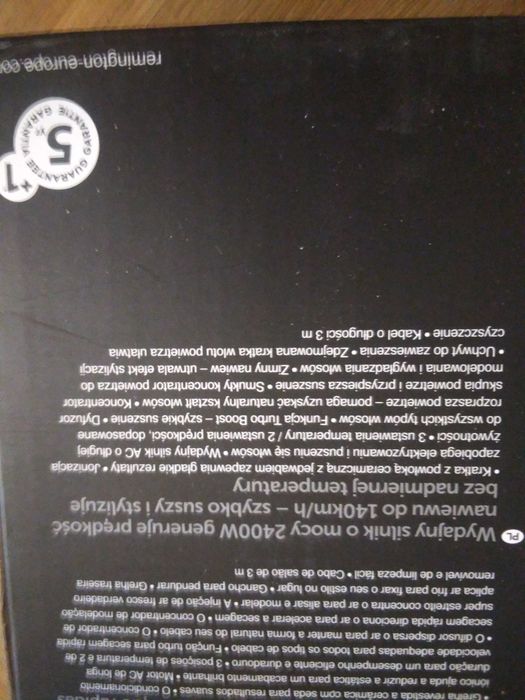 Grelha revestida a cerâmica com seda para resultados suaves • O condicionamento
iónico ajuda a reduzir a estática para um acabamento brilhante • Motor AC de longa
duração para um desempenho eficiente e duradouro • 3 posições de temperatura e 2 de
velocidade adequadas para todos os tipos de cabelo • Função turbo para secagem rápida
• O difusor dispersa o ar para manter a forma natural do seu cabelo • O concentrador de
secagem rápida direciona o ar para acelerar a secagem • O concentrador de modelação
super estreito concentra o ar para alisar e modelar • A injeção de ar fresco verdadeiro
aplica ar frio para fixar o seu estilo no lugar • Gancho para pendurar • Grelha traseira
removível e de limpeza fácil • Cabo de salão de 3 m
PL
Wydajny silnik o mocy 2400W generuje prędkość
nawiewu do 140km/h – szybko suszy i stylizuje
bez nadmiernej temperatury
• Kratka z powłoką ceramiczną z jedwabiem zapewnia gładkie rezultaty • Jonizacja
zapobiega elektryzowaniu i puszeniu się włosów • Wydajny silnik AC o długiej
żywotności • 3 ustawienia temperatury / 2 ustawienia prędkości, dopasowane
do wszystkich typów włosów • Funkcja Turbo Boost – szybkie suszenie • Dyfuzor
rozprasza powietrze – pomaga uzyskać naturalny kształt włosów • Koncentrator
skupia powietrze i przyspiesza suszenie • Smukły koncentrator powietrza do
modelowania i wygładzania włosów • Zimny nawiew – utrwala efekt stylizacji
• Uchwyt do zawieszenia • Zdejmowana kratka wlotu powietrza ułatwia
czyszczenie • Kabel o długości 3 m
+1
5
GUARANTEE GARANTIE GARANTIA
remington-europe.co